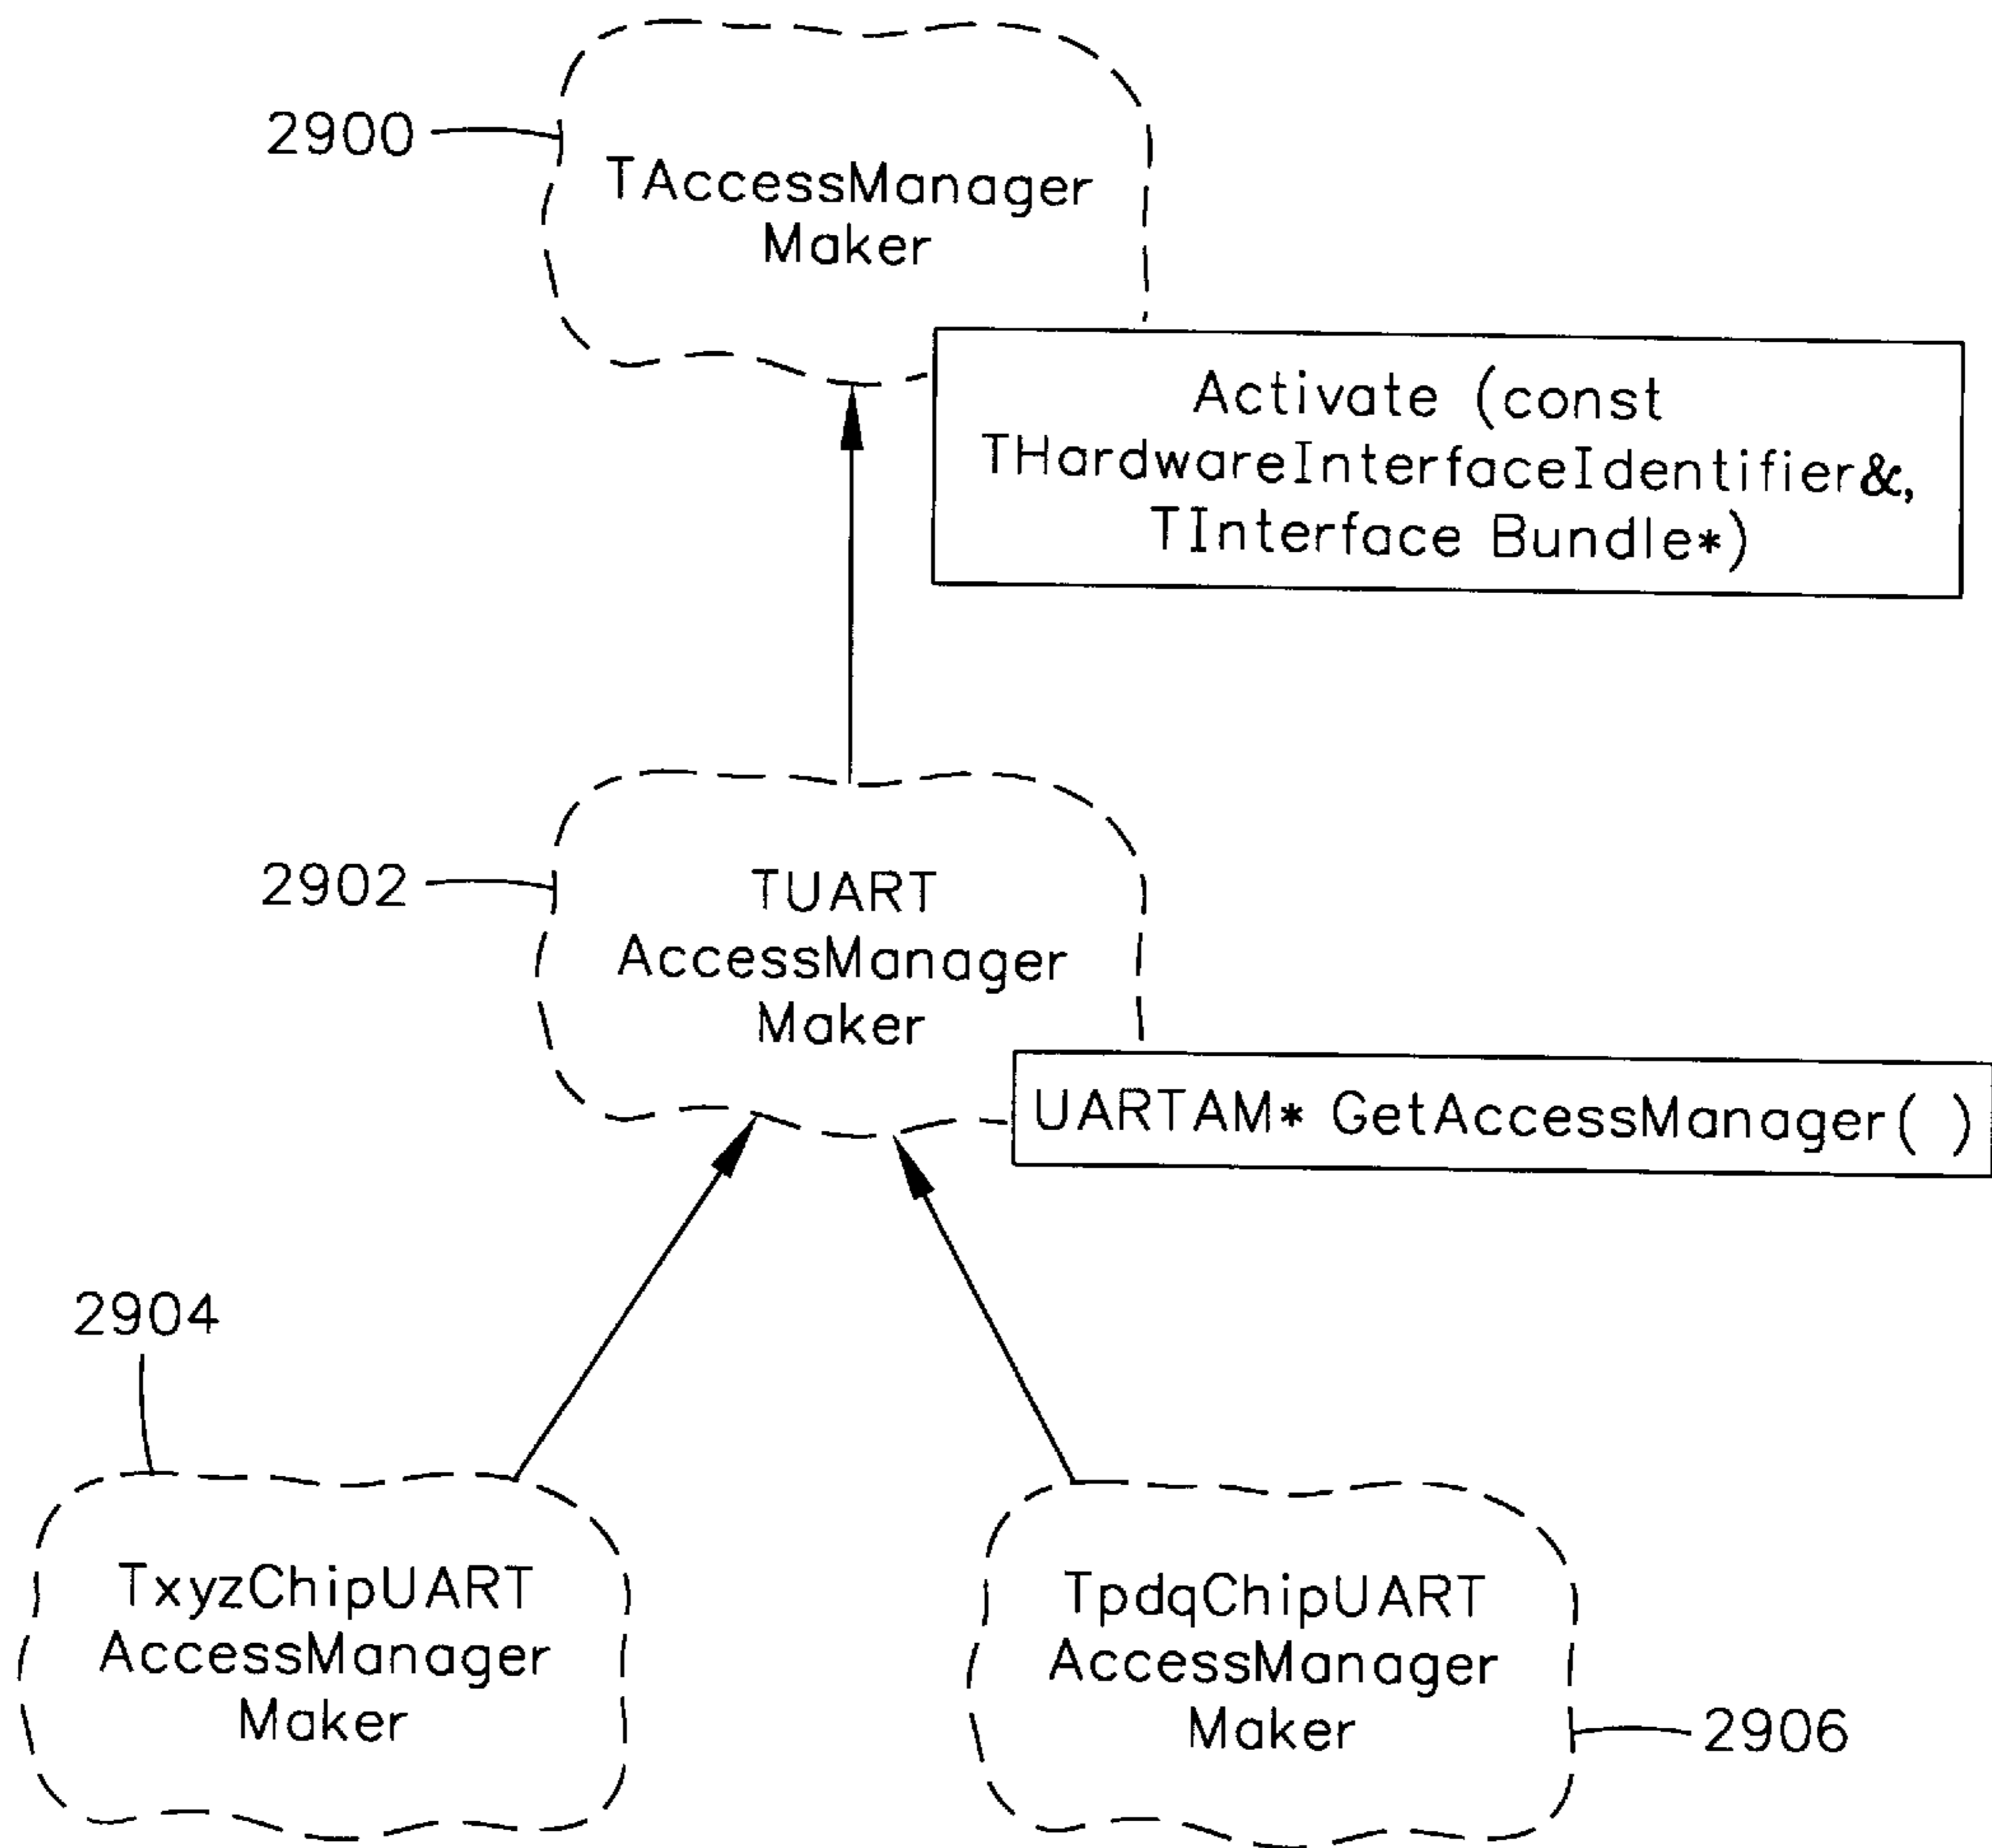 2900
TAccessManager
Maker
Activate (const
THardwareInterfaceIdentifier&,
TInterface Bundle*)
2902
TUART
AccessManager
Maker
UARTAM* GetAccessManager( )
2904
TxyzChipUART
AccessManager
Maker
TpdqChipUART
AccessManager
Maker
2906